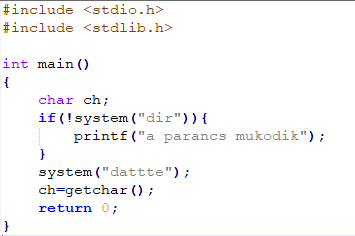 #include <stdio.h>
#include <stdlib.h>
int main()
{
char ch;
if(!system("dir")){
printf("a parancs mukodik");
}
system("dattte");
ch=getchar();
return 0;
}